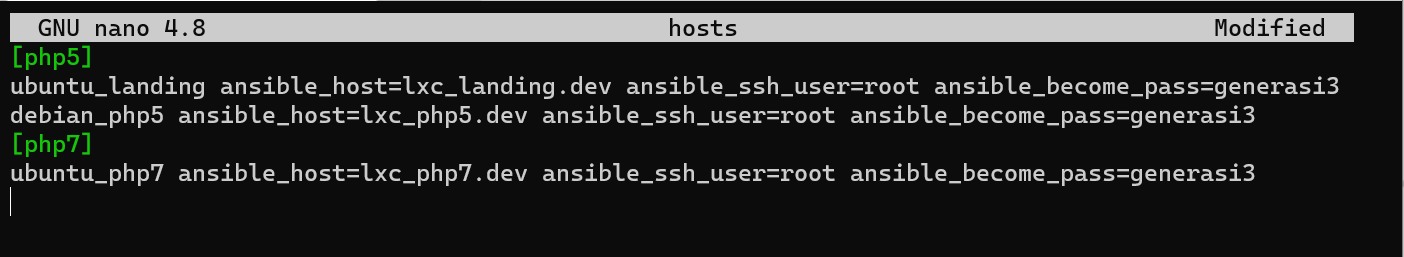 GNU nano 4.8 hosts Modified
[php5]
ubuntu_landing ansible_host=lxc_landing.dev ansible_ssh_user=root ansible_become_pass=generasi3
debian_php5 ansible_host=lxc_php5.dev ansible_ssh_user=root ansible_become_pass=generasi3
[php7]
ubuntu_php7 ansible_host=lxc_php7.dev ansible_ssh_user=root ansible_become_pass=generasi3